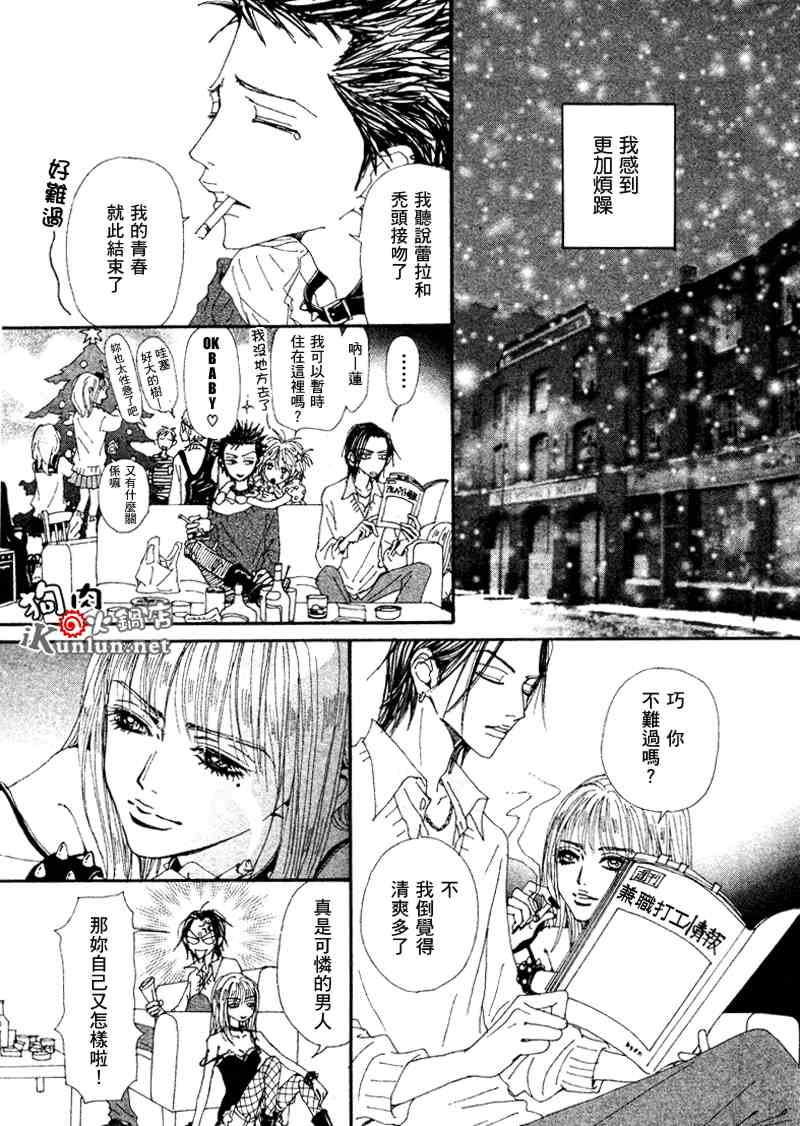 我感到
更加煩躁
我聽說蕾拉和
禿頭接吻了
我的青春
就此結束了
好難過~
⋯⋯
吶—蓮
我可以暫時
住在這裡嗎？
我沒地方去了
OK BABY♡
哇塞
好大的樹
妳也太性急了吧
又有什麼關
係嘛
巧 你
不難過嗎？
不
我倒覺得
清爽多了
週刊
兼職打工情報
真是可憐的男人
那妳自己又怎樣啦！
狗肉火鍋店
iKunlun.net